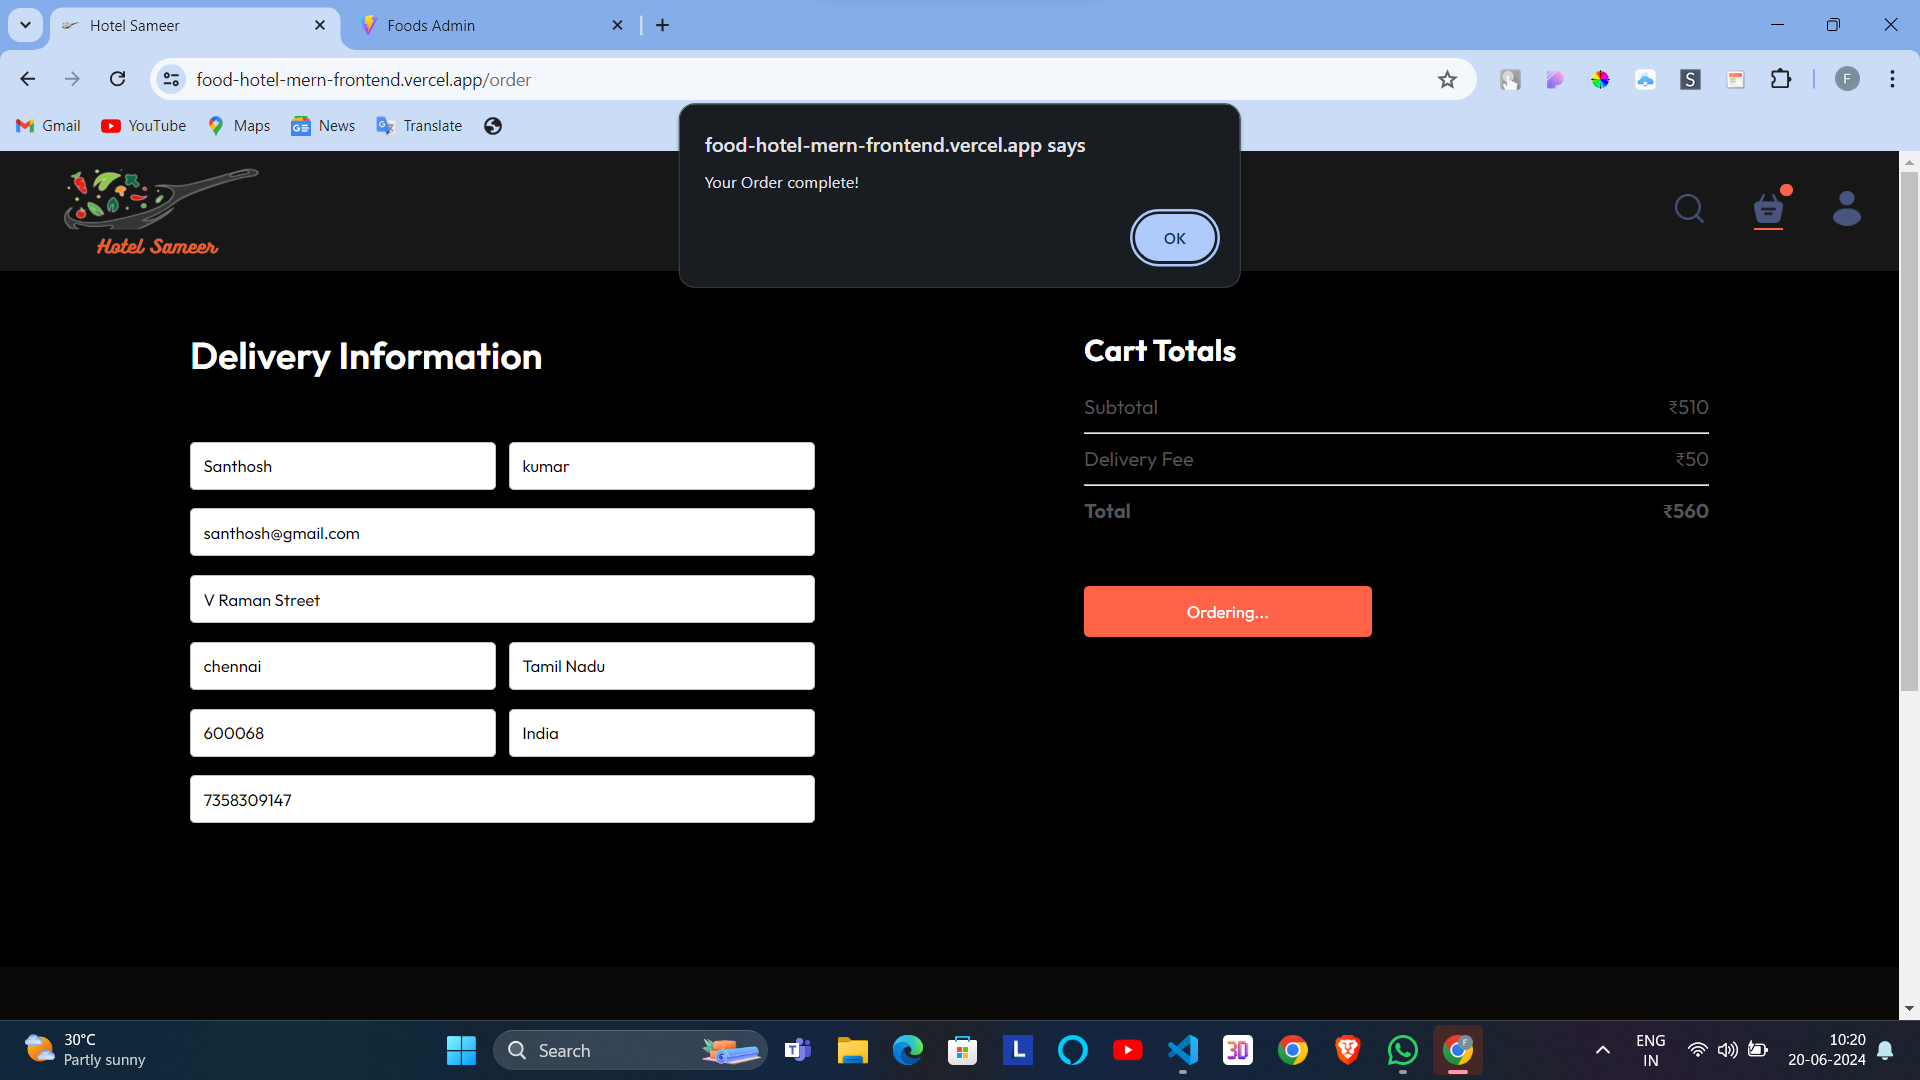 Hotel Sameer
Foods Admin
food-hotel-mern-frontend.vercel.app/order
S
F
Gmail
YouTube
Maps
News
Translate
food-hotel-mern-frontend.vercel.app says
Your Order complete!
OK
Hotel Sameer
Delivery Information
Santhosh
kumar
santhosh@gmail.com
V Raman Street
chennai
Tamil Nadu
600068
India
7358309147
Cart Totals
Subtotal
₹510
Delivery Fee
₹50
Total
₹560
Ordering...
30°C
Partly sunny
Search
L
30
ENG
IN
10:20
20-06-2024